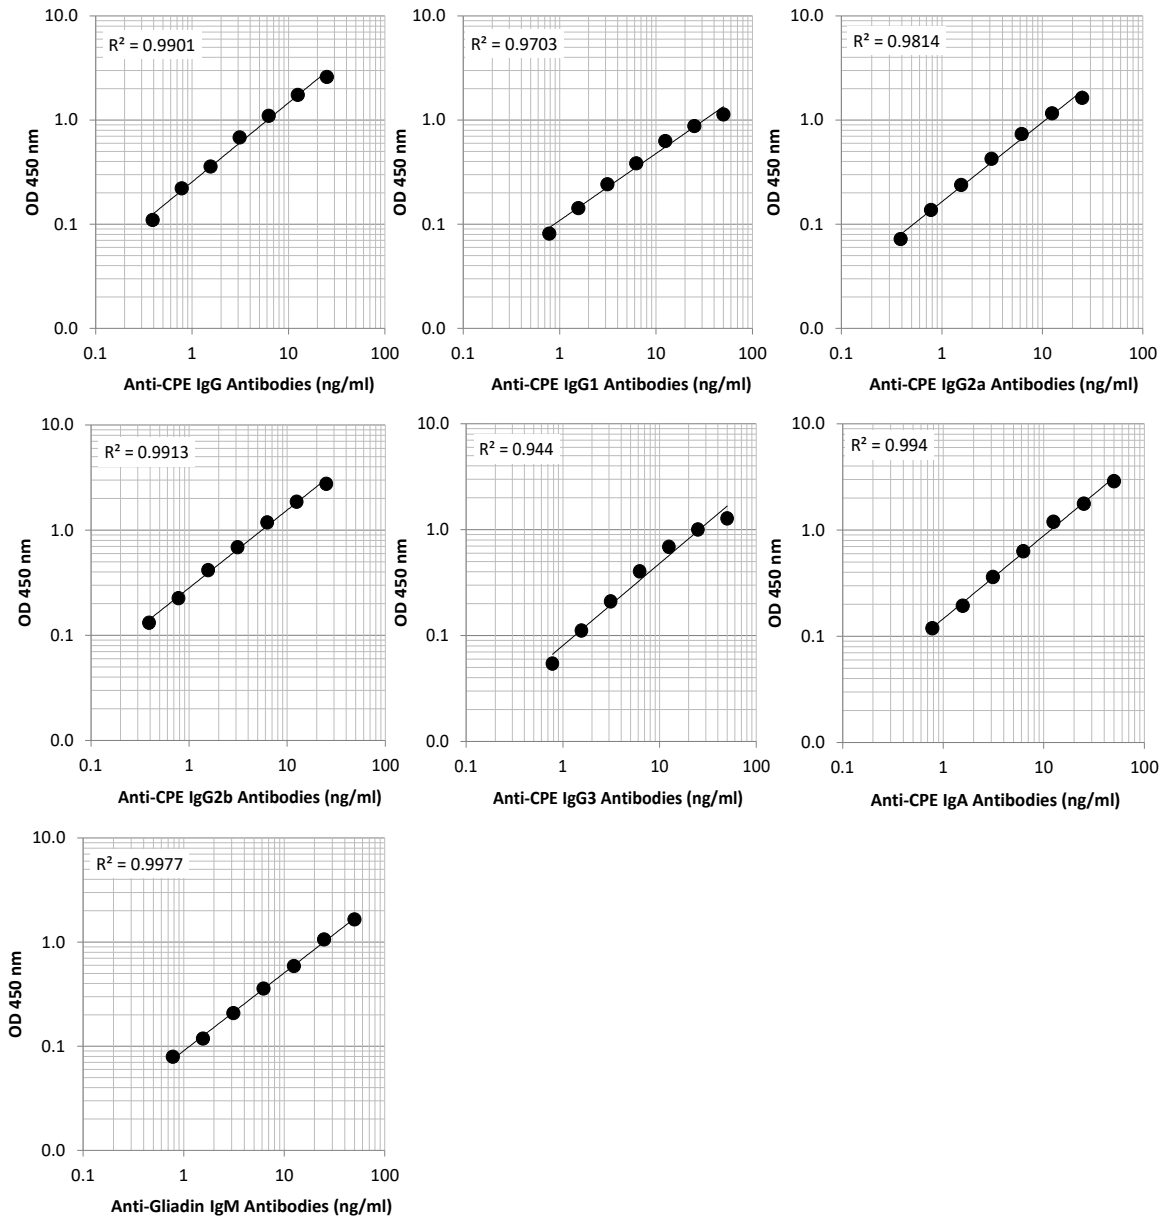 R² = 0.9901
10.0
1.0
0.1
0.0
OD 450 nm
0.1 1 10 100
Anti-CPE IgG Antibodies (ng/ml)
R² = 0.9703
10.0
1.0
0.1
0.0
OD 450 nm
0.1 1 10 100
Anti-CPE IgG1 Antibodies (ng/ml)
R² = 0.9814
10.0
1.0
0.1
0.0
OD 450 nm
0.1 1 10 100
Anti-CPE IgG2a Antibodies (ng/ml)
R² = 0.9913
10.0
1.0
0.1
0.0
OD 450 nm
0.1 1 10 100
Anti-CPE IgG2b Antibodies (ng/ml)
R² = 0.944
10.0
1.0
0.1
0.0
OD 450 nm
0.1 1 10 100
Anti-CPE IgG3 Antibodies (ng/ml)
R² = 0.994
10.0
1.0
0.1
0.0
OD 450 nm
0.1 1 10 100
Anti-CPE IgA Antibodies (ng/ml)
R² = 0.9977
10.0
1.0
0.1
0.0
OD 450 nm
0.1 1 10 100
Anti-Gliadin IgM Antibodies (ng/ml)